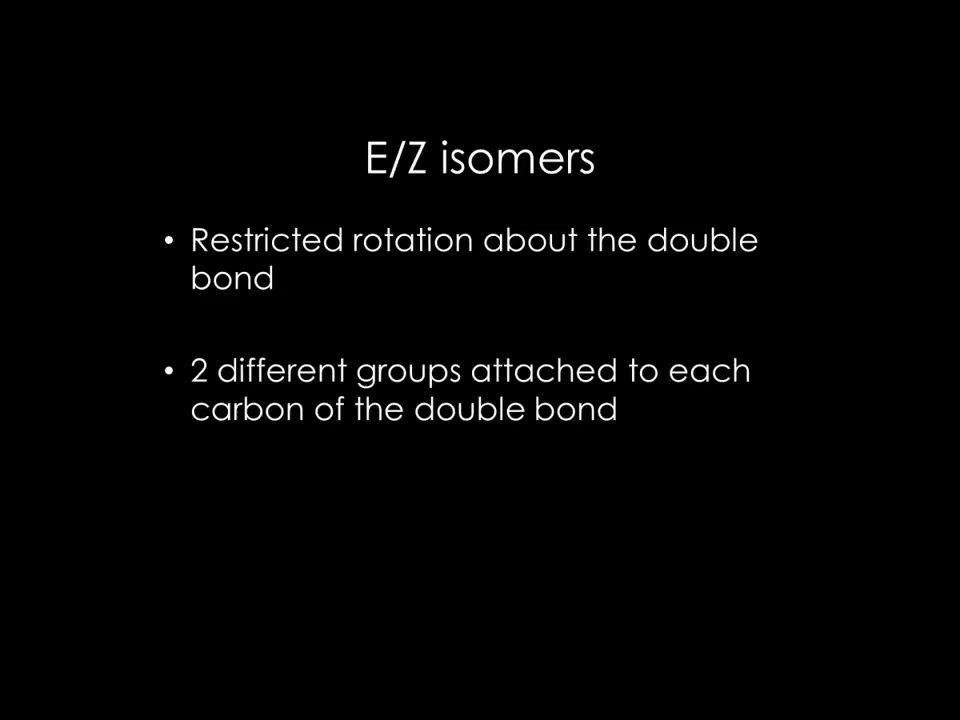 E/Z isomers
• Restricted rotation about the double
bond
• 2 different groups attached to each
carbon of the double bond